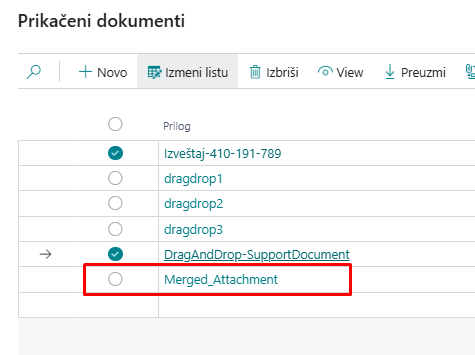 Prikačeni dokumenti
Novo Izmeni listu Izbriši View Preuzmi
Prilog
Izveštaj-410-191-789
dragdrop1
dragdrop2
dragdrop3
DragAndDrop-SupportDocument
Merged_Attachment